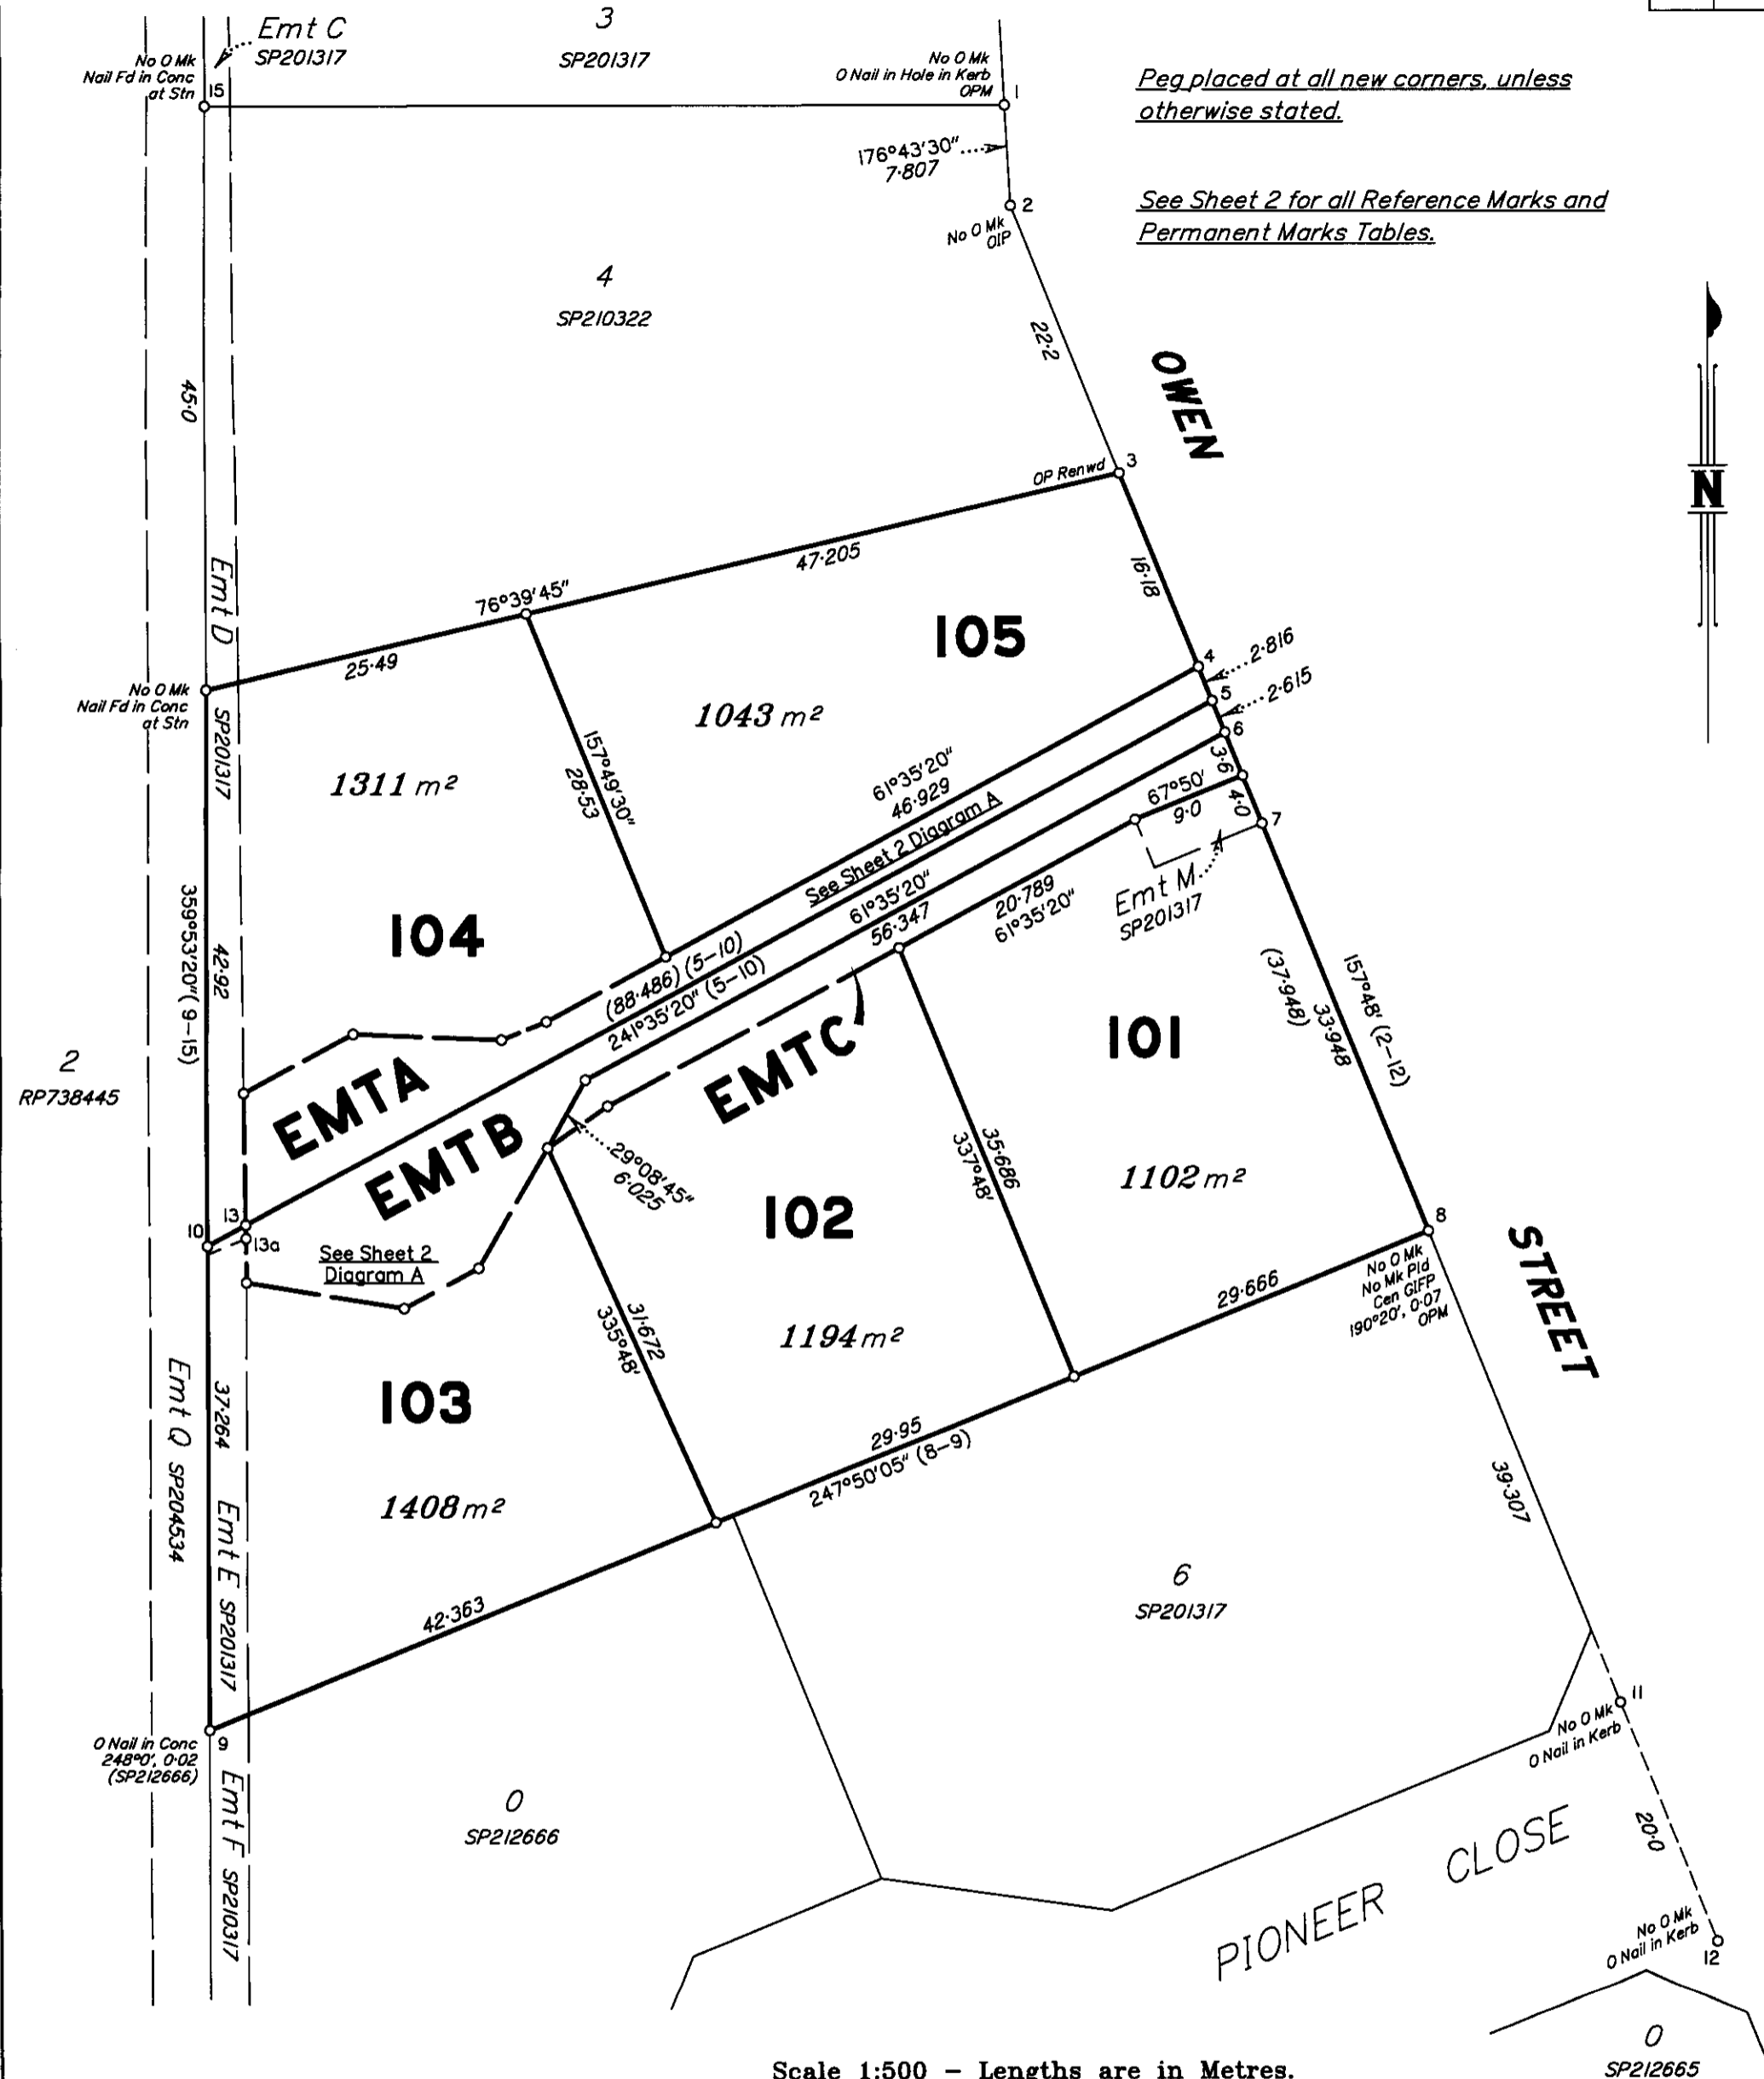 Emt C
SP201317
3
SP201317
No O Mk
Nail Fd in Conc
at Stn
15
No O Mk
O Nail in Hole in Kerb
OPM
1
Peg placed at all new corners, unless
otherwise stated.
176°43'30"
7·807
2
No O Mk
OIP
See Sheet 2 for all Reference Marks and
Permanent Marks Tables.
4
SP210322
22·2
OWEN
N
45·0
OP Renwd
3
47·205
76°39'45"
25·49
16·18
Emt D
SP201317
No O Mk
Nail Fd in Conc
at Stn
105
1043 m²
4
2·816
5
2·615
6
3·6
4·0
7
1311 m²
157°49'30"
28·53
61°35'20"
46·929
See Sheet 2 Diagram A
61°35'20"
56·347
67°50'
9·0
20·789
61°35'20"
Emt M
SP201317
104
42·92
359°53'20" (9-15)
(88·486) (5-10)
241°35'20" (5-10)
157°48' (2-12)
33·948
(37·948)
2
RP738445
EMTA
EMTB
EMTC
101
1102 m²
29°08'45"
6·025
35·686
337°48'
10
13
13a
See Sheet 2
Diagram A
102
1194 m²
8
No O Mk
No Mk Pld
Cen GIFP
190°20', 0·07
OPM
STREET
29·666
31·672
335°48'
Emt Q SP204534
37·264
103
1408 m²
29·95
247°50'05" (8-9)
39·307
Emt E SP201317
42·363
6
SP201317
O Nail in Conc
248°0', 0·02
(SP212666)
9
Emt F SP210317
11
No O Mk
O Nail in Kerb
0
SP212666
20·0
PIONEER CLOSE
No O Mk
O Nail in Kerb
12
0
SP212665
Scale 1:500 – Lengths are in Metres.